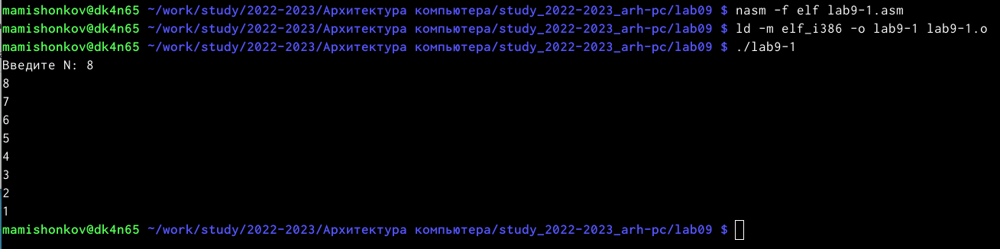 mamishonkov@dk4n65 ~/work/study/2022-2023/Архитектура компьютера/study_2022-2023_arh-pc/lab09 $ nasm -f elf lab9-1.asm
mamishonkov@dk4n65 ~/work/study/2022-2023/Архитектура компьютера/study_2022-2023_arh-pc/lab09 $ ld -m elf_i386 -o lab9-1 lab9-1.o
mamishonkov@dk4n65 ~/work/study/2022-2023/Архитектура компьютера/study_2022-2023_arh-pc/lab09 $ ./lab9-1
Введите N: 8
8
7
6
5
4
3
2
1
mamishonkov@dk4n65 ~/work/study/2022-2023/Архитектура компьютера/study_2022-2023_arh-pc/lab09 $